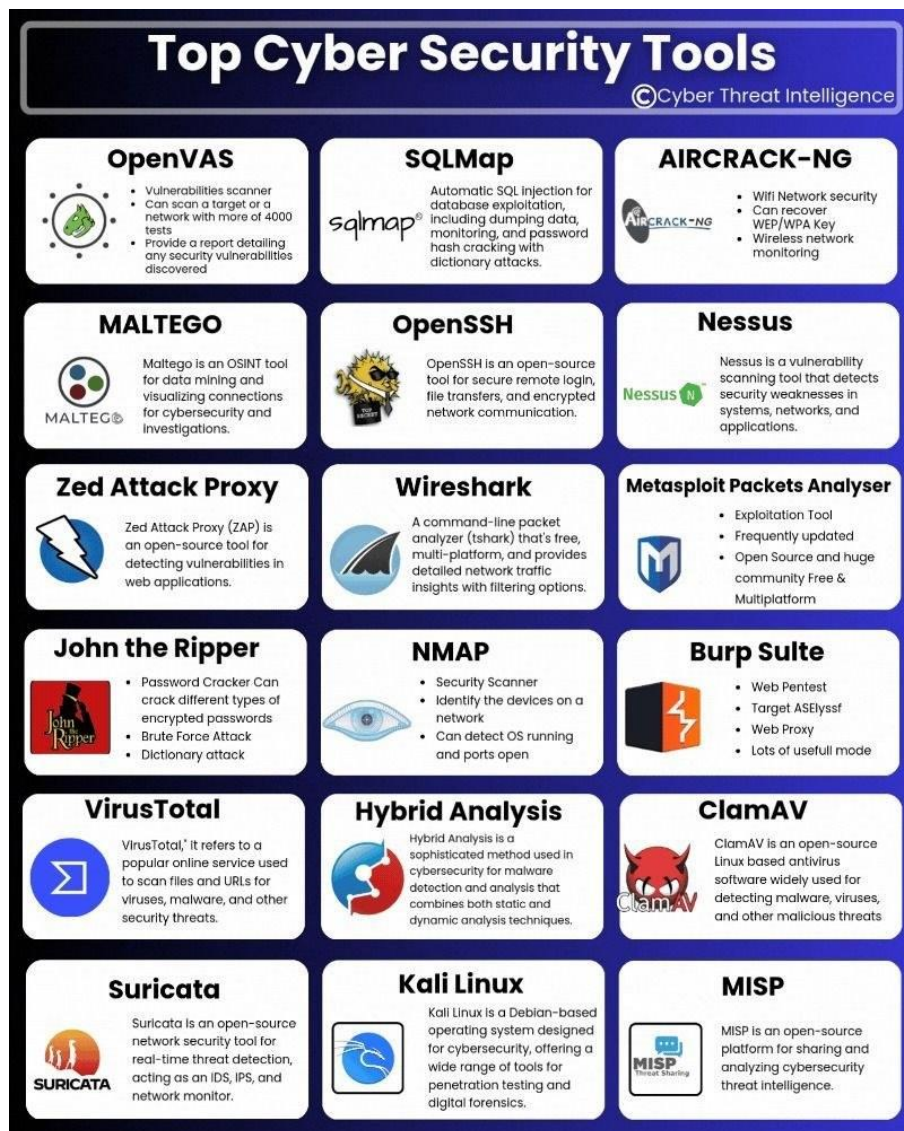 Top Cyber Security Tools
©Cyber Threat Intelligence
OpenVAS
• Vulnerabilities scanner
• Can scan a target or a
network with more of 4000
tests
• Provide a report detailing
any security vulnerabilities
discovered
SQLMap
sqlmap®
Automatic SQL injection for
database exploitation,
including dumping data,
monitoring, and password
hash cracking with
dictionary attacks.
AIRCRACK-NG
AIRCRACK-NG
• Wifi Network security
• Can recover
WEP/WPA Key
• Wireless network
monitoring
MALTEGO
MALTEGO
Maltego is an OSINT tool
for data mining and
visualizing connections
for cybersecurity and
investigations.
OpenSSH
TOP
SECRET
OpenSSH is an open-source
tool for secure remote login,
file transfers, and encrypted
network communication.
Nessus
Nessus N ™
Nessus is a vulnerability
scanning tool that detects
security weaknesses in
systems, networks, and
applications.
Zed Attack Proxy
Zed Attack Proxy (ZAP) is
an open-source tool for
detecting vulnerabilities in
web applications.
Wireshark
A command-line packet
analyzer (tshark) that's free,
multi-platform, and provides
detailed network traffic
insights with filtering options.
Metasploit Packets Analyser
M
• Exploitation Tool
• Frequently updated
• Open Source and huge
community Free &
Multiplatform
John the Ripper
John
the
Ripper
• Password Cracker Can
crack different types of
encrypted passwords
• Brute Force Attack
• Dictionary attack
NMAP
• Security Scanner
• Identify the devices on a
network
• Can detect OS running
and ports open
Burp SuIte
• Web Pentest
• Target ASElyssf
• Web Proxy
• Lots of usefull mode
VirusTotal
VirusTotal," it refers to a
popular online service used
to scan files and URLs for
viruses, malware, and other
security threats.
Hybrid Analysis
Hybrid Analysis is a
sophisticated method used in
cybersecurity for malware
detection and analysis that
combines both static and
dynamic analysis techniques.
ClamAV
ClamAV
ClamAV is an open-source
Linux based antivirus
software widely used for
detecting malware, viruses,
and other malicious threats
Suricata
SURICATA
Suricata is an open-source
network security tool for
real-time threat detection,
acting as an IDS, IPS, and
network monitor.
Kali Linux
Kali Linux is a Debian-based
operating system designed
for cybersecurity, offering a
wide range of tools for
penetration testing and
digital forensics.
MISP
MISP
Threat Sharing
MISP is an open-source
platform for sharing and
analyzing cybersecurity
threat intelligence.